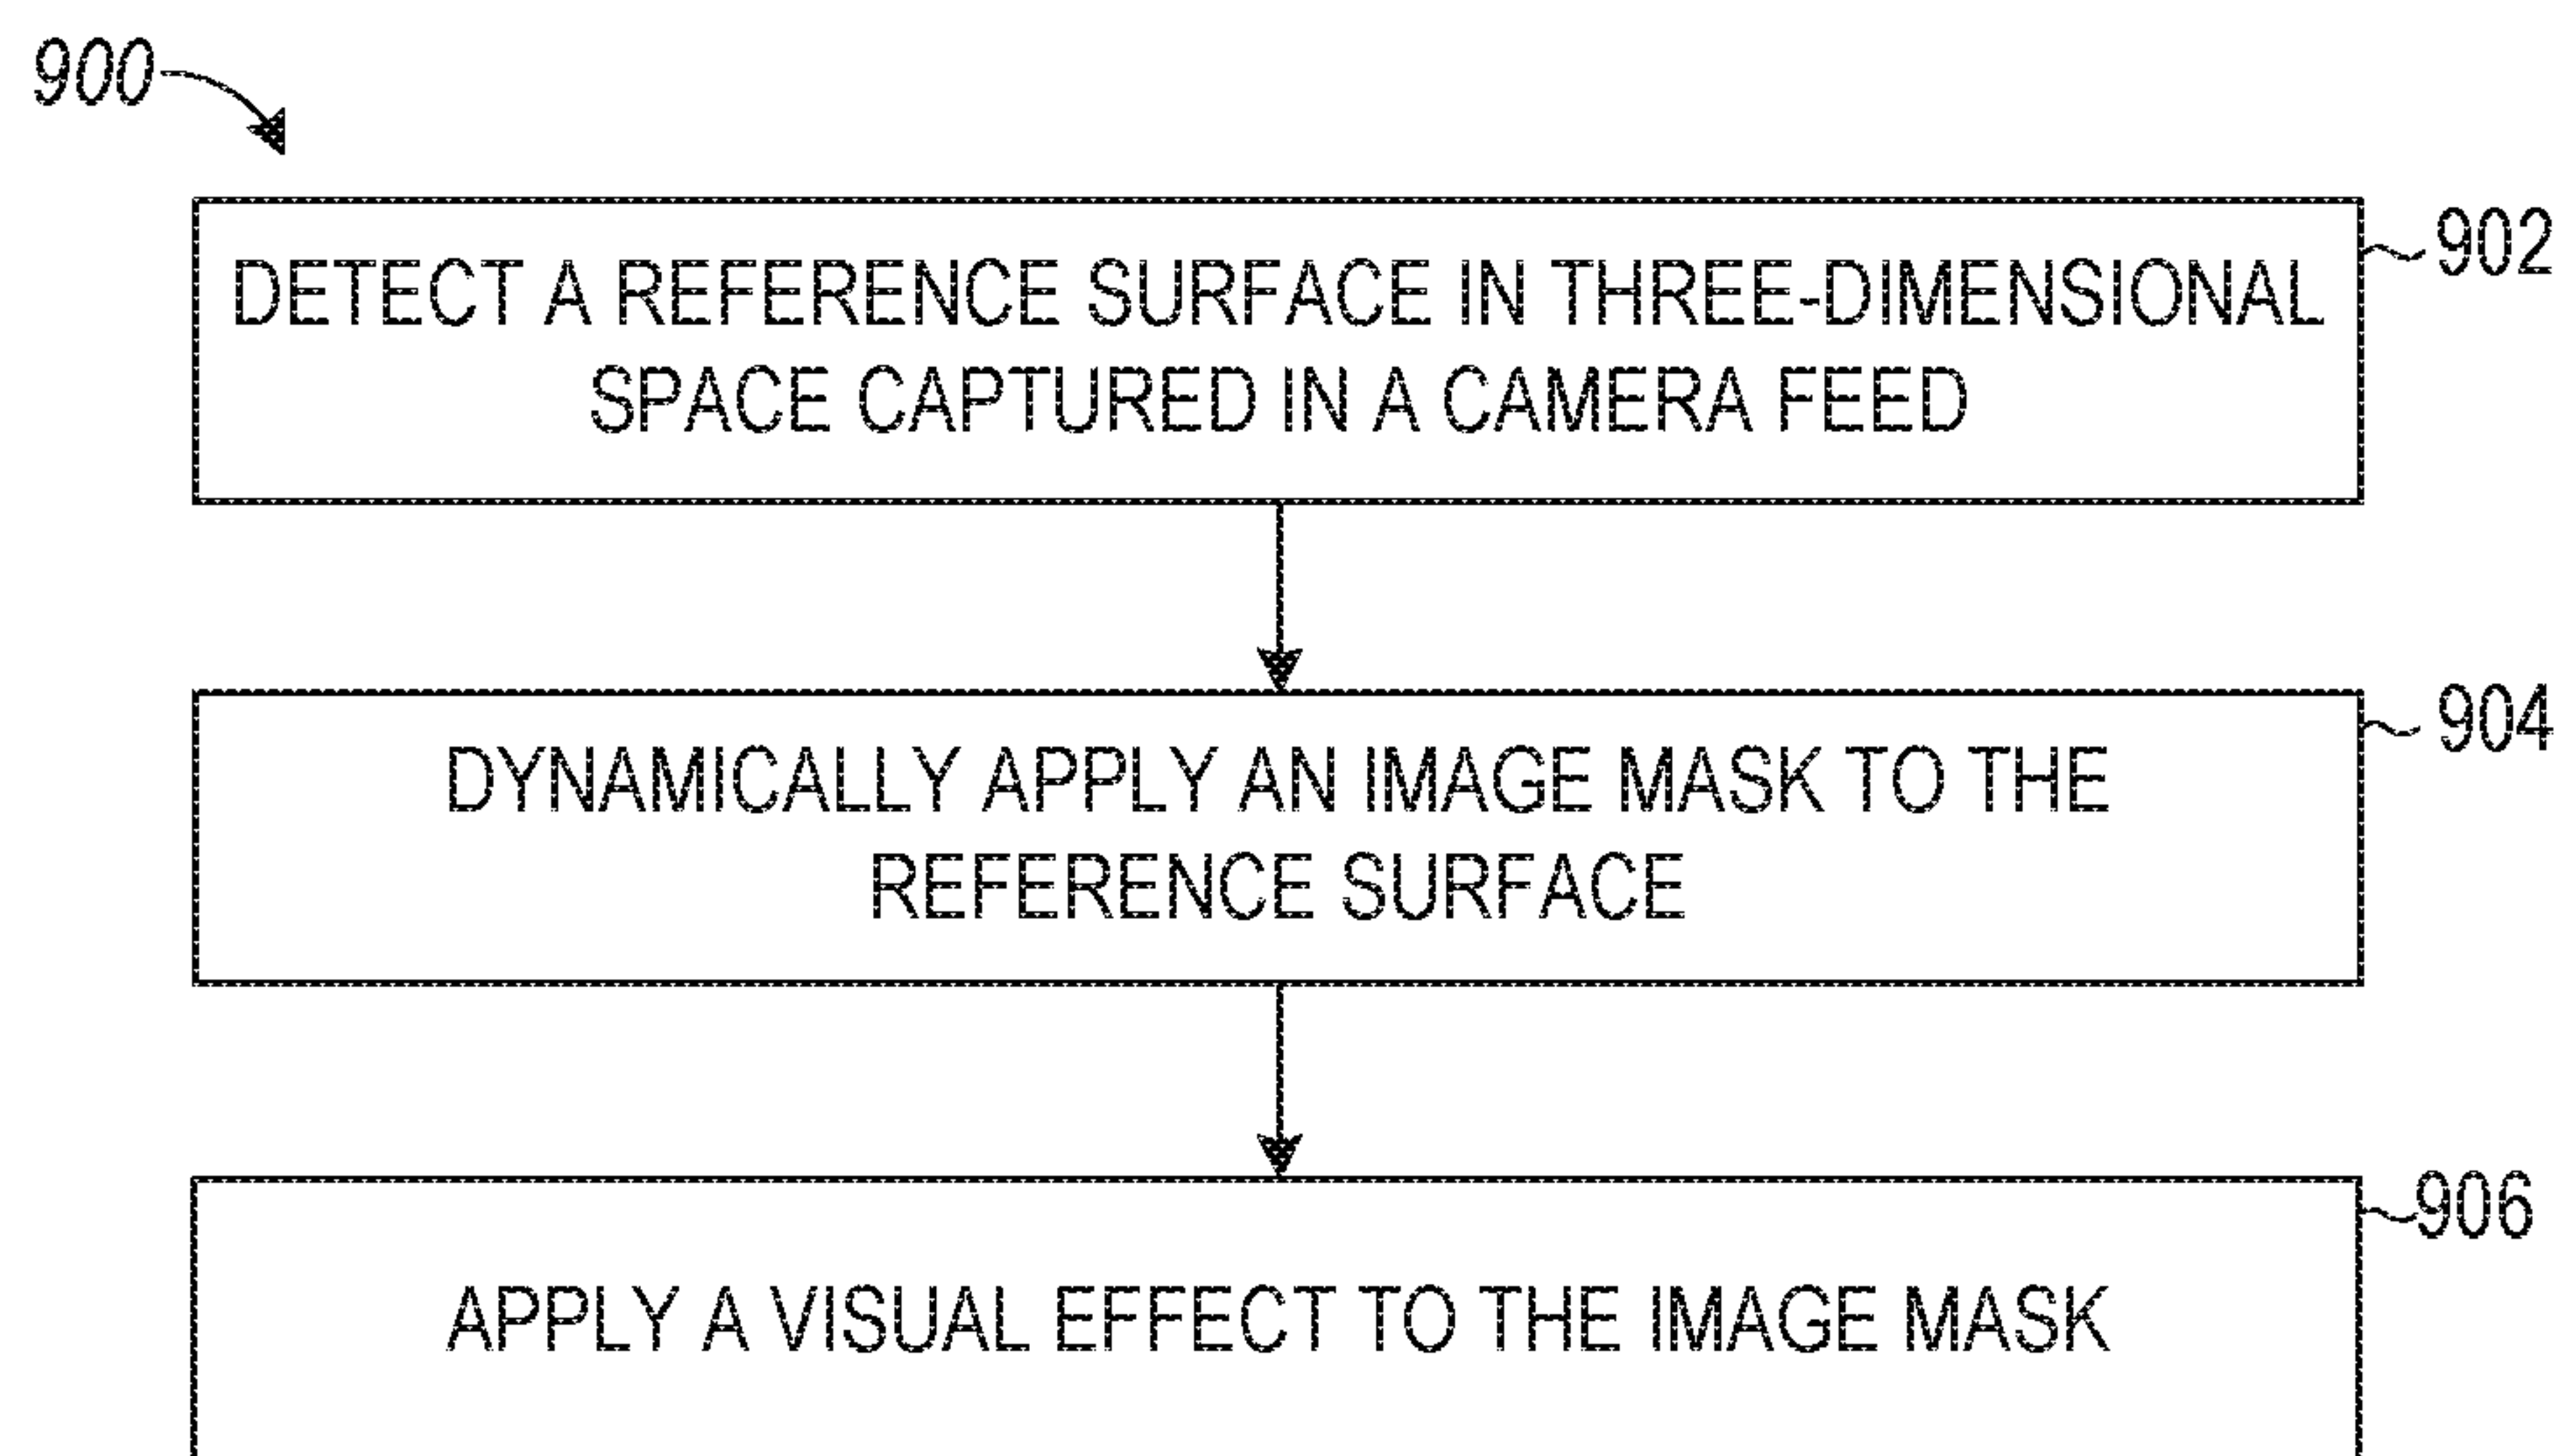 900
902
DETECT A REFERENCE SURFACE IN THREE-DIMENSIONAL
SPACE CAPTURED IN A CAMERA FEED
904
DYNAMICALLY APPLY AN IMAGE MASK TO THE
REFERENCE SURFACE
906
APPLY A VISUAL EFFECT TO THE IMAGE MASK